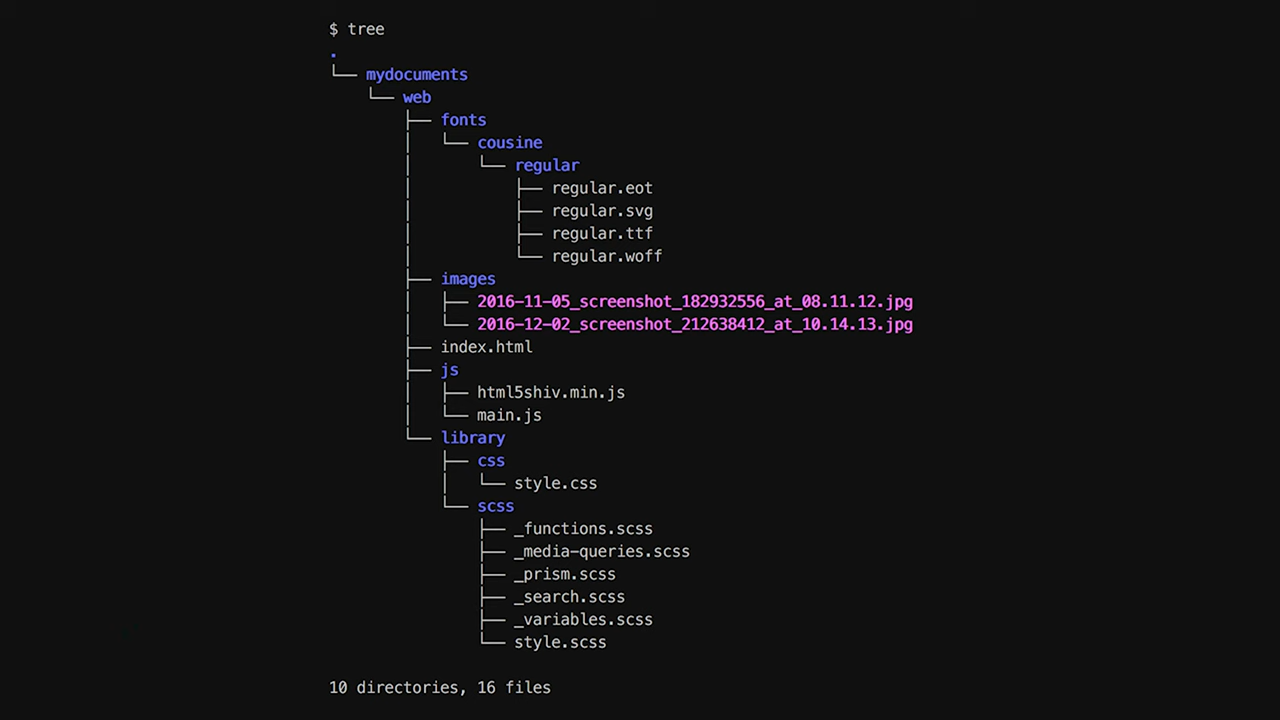 $ tree
.
└── mydocuments
    └── web
        ├── fonts
        │   └── cousine
        │       └── regular
        │           ├── regular.eot
        │           ├── regular.svg
        │           ├── regular.ttf
        │           └── regular.woff
        ├── images
        │   ├── 2016-11-05_screenshot_182932556_at_08.11.12.jpg
        │   └── 2016-12-02_screenshot_212638412_at_10.14.13.jpg
        ├── index.html
        ├── js
        │   ├── html5shiv.min.js
        │   └── main.js
        └── library
            ├── css
            │   └── style.css
            └── scss
                ├── _functions.scss
                ├── _media-queries.scss
                ├── _prism.scss
                ├── _search.scss
                ├── _variables.scss
                └── style.scss
10 directories, 16 files